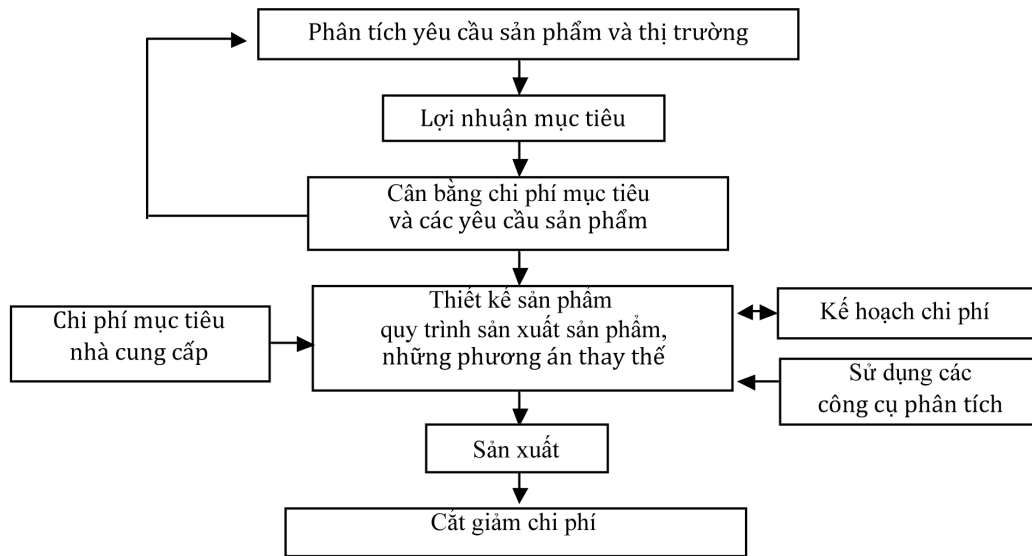 Phân tích yêu cầu sản phẩm và thị trường
Lợi nhuận mục tiêu
Cân bằng chi phí mục tiêu
và các yêu cầu sản phẩm
Thiết kế sản phẩm
quy trình sản xuất sản phẩm,
những phương án thay thế
Chi phí mục tiêu
nhà cung cấp
Kế hoạch chi phí
Sử dụng các
công cụ phân tích
Sản xuất
Cắt giảm chi phí